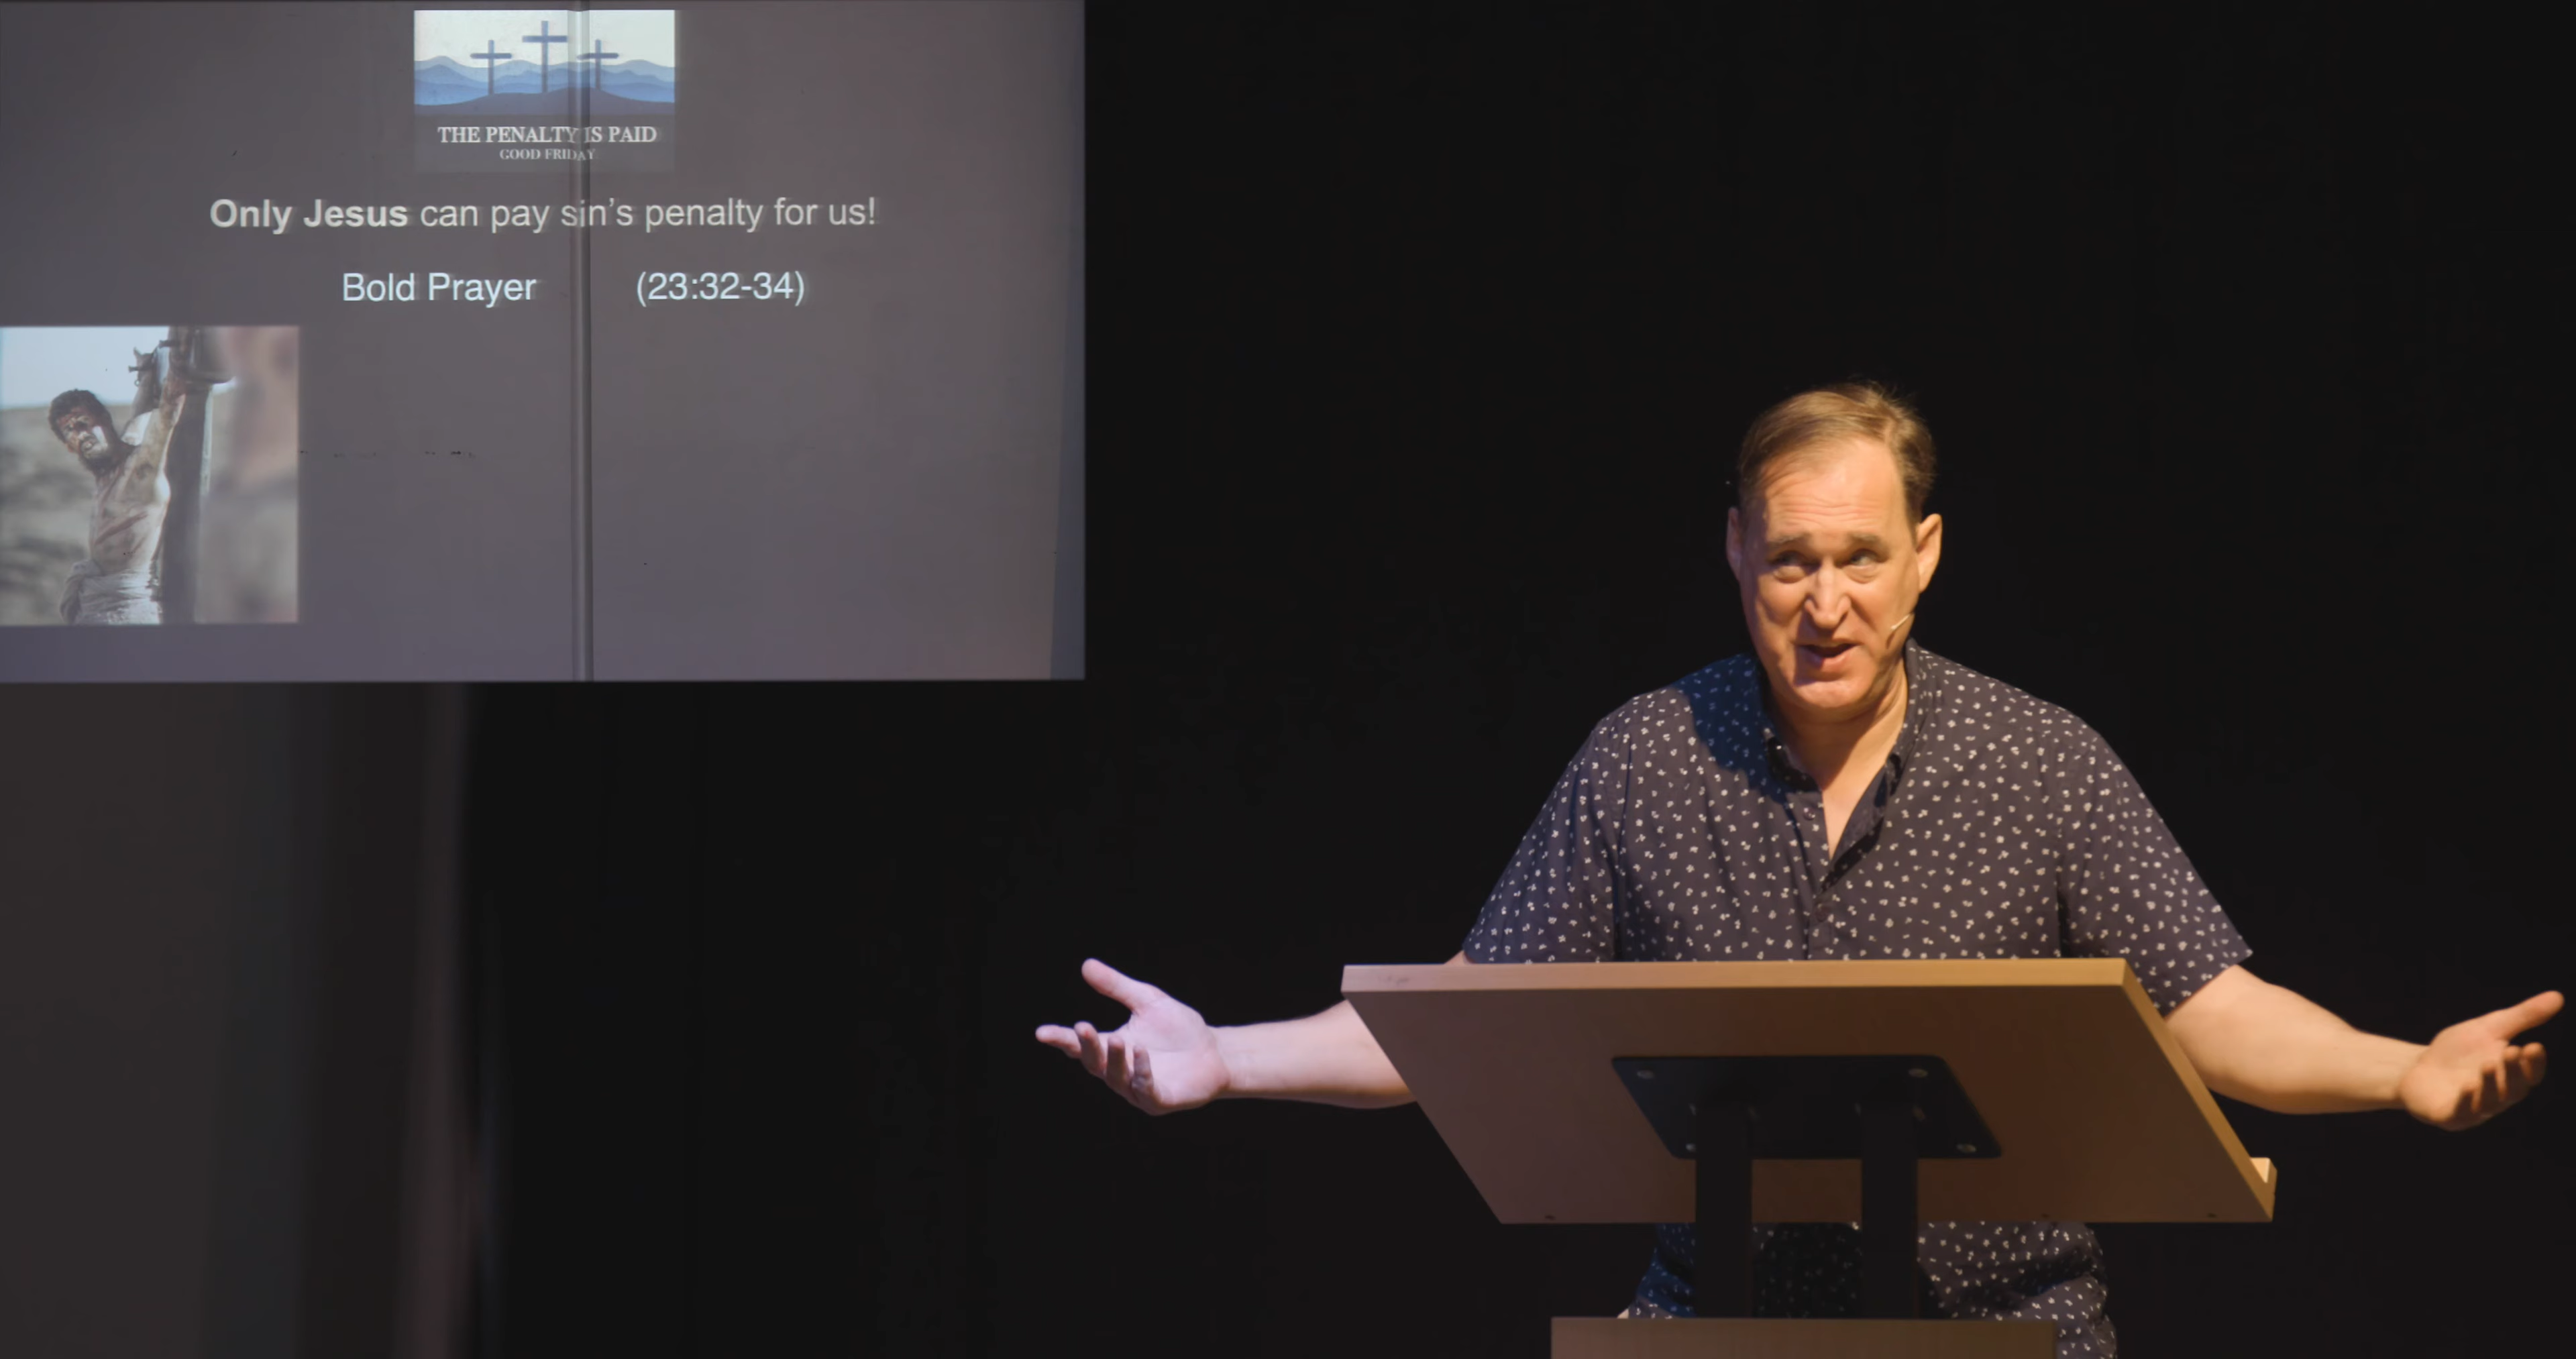 THE PENALTY IS PAID
GOOD FRIDAY
Only Jesus can pay sin's penalty for us!
Bold Prayer (23:32-34)